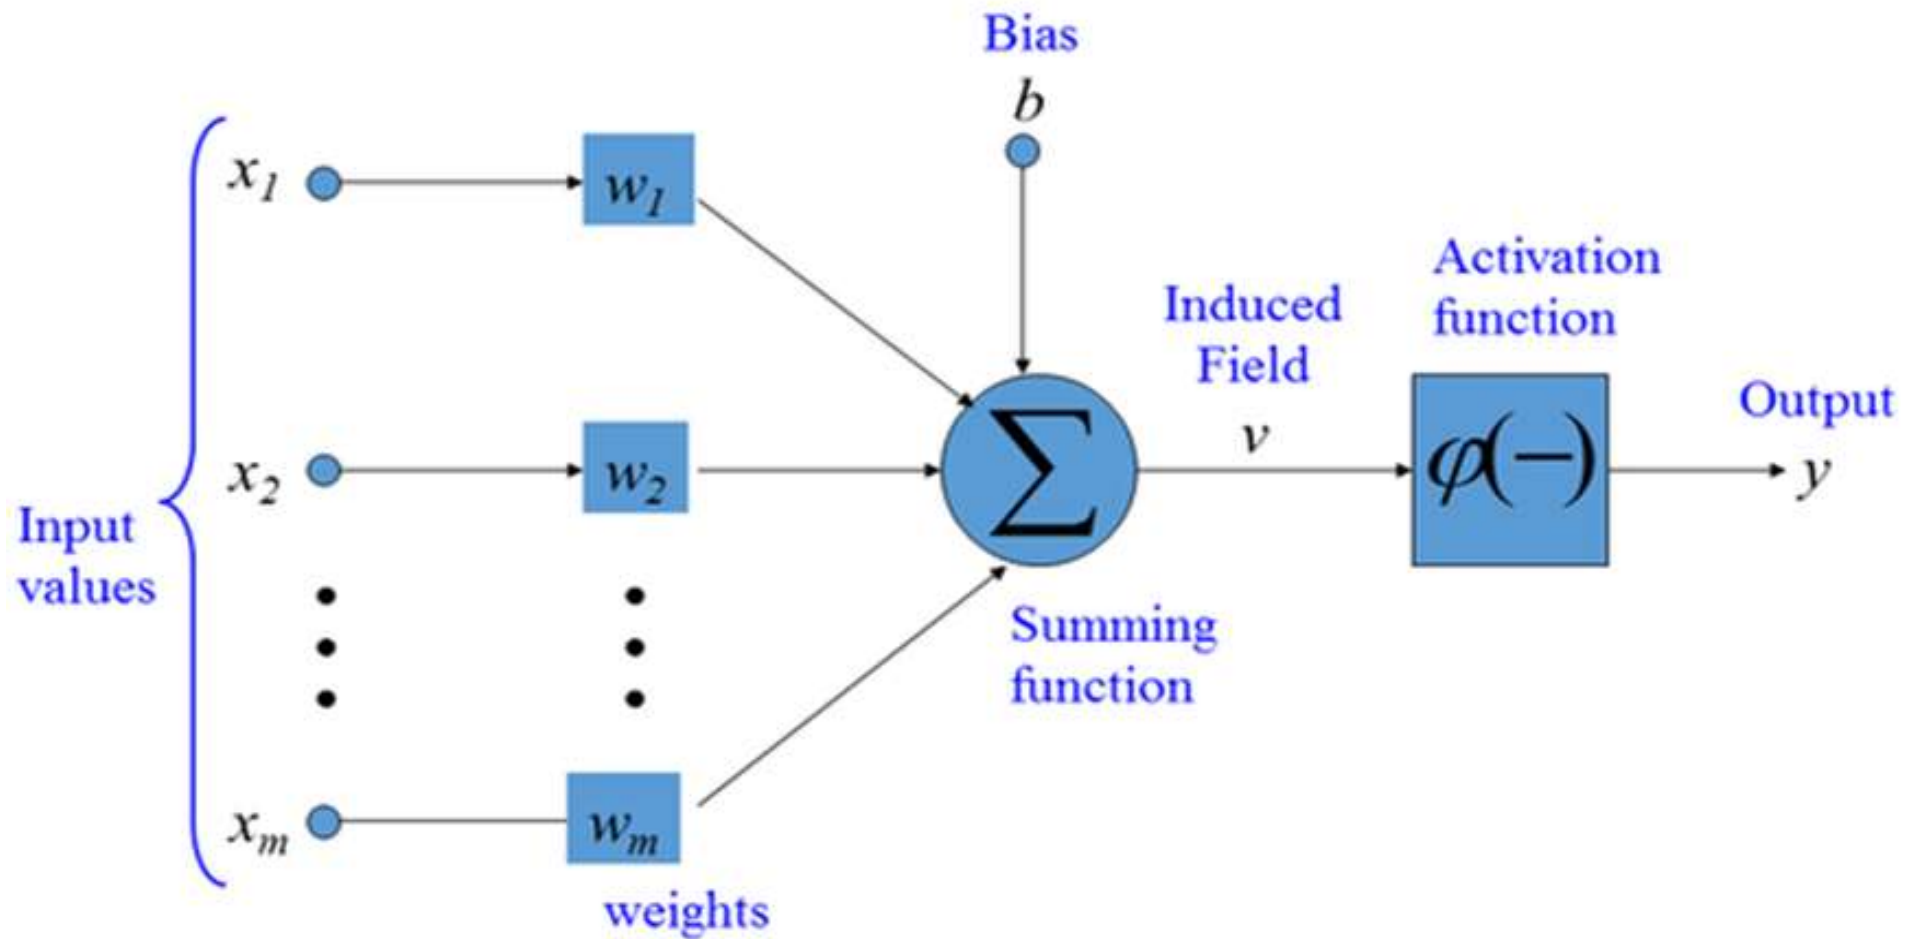 Bias
b
x1
w1
Activation
function
Induced
Field
v
Output
Σ
φ(−)
y
x2
w2
Input
values
Summing
function
xm
wm
weights